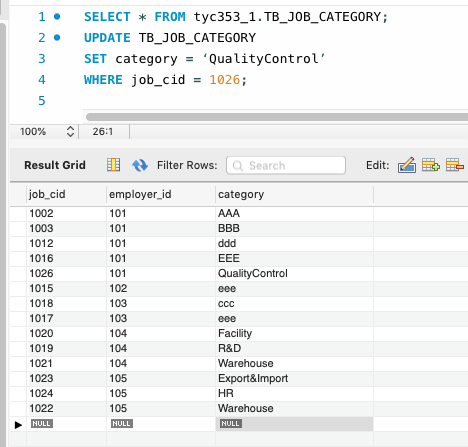 1 SELECT * FROM tyc353_1.TB_JOB_CATEGORY;
2 UPDATE TB_JOB_CATEGORY
3 SET category = ‘QualityControl’
4 WHERE job_cid = 1026;
5
100% 26:1
Result Grid Filter Rows: Search Edit:
job_cid employer_id category
1002 101 AAA
1003 101 BBB
1012 101 ddd
1016 101 EEE
1026 101 QualityControl
1015 102 eee
1018 103 ccc
1017 103 eee
1020 104 Facility
1019 104 R&D
1021 104 Warehouse
1023 105 Export&Import
1024 105 HR
1022 105 Warehouse
NULL NULL NULL